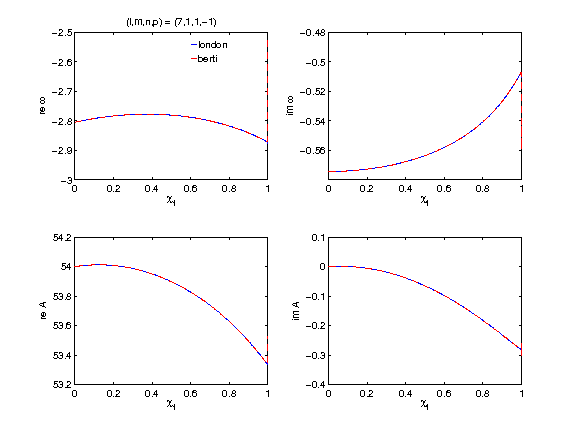 (l,m,n,p) = (7,1,1,−1)
−2.5
−2.6
−2.7
−2.8
−2.9
−3
re ω
0 0.2 0.4 0.6 0.8 1
χf
london
berti
−0.48
−0.5
−0.52
−0.54
−0.56
im ω
0 0.2 0.4 0.6 0.8 1
χf
54.2
54
53.8
53.6
53.4
53.2
re A
0 0.2 0.4 0.6 0.8 1
χf
0.1
0
−0.1
−0.2
−0.3
−0.4
im A
0 0.2 0.4 0.6 0.8 1
χf